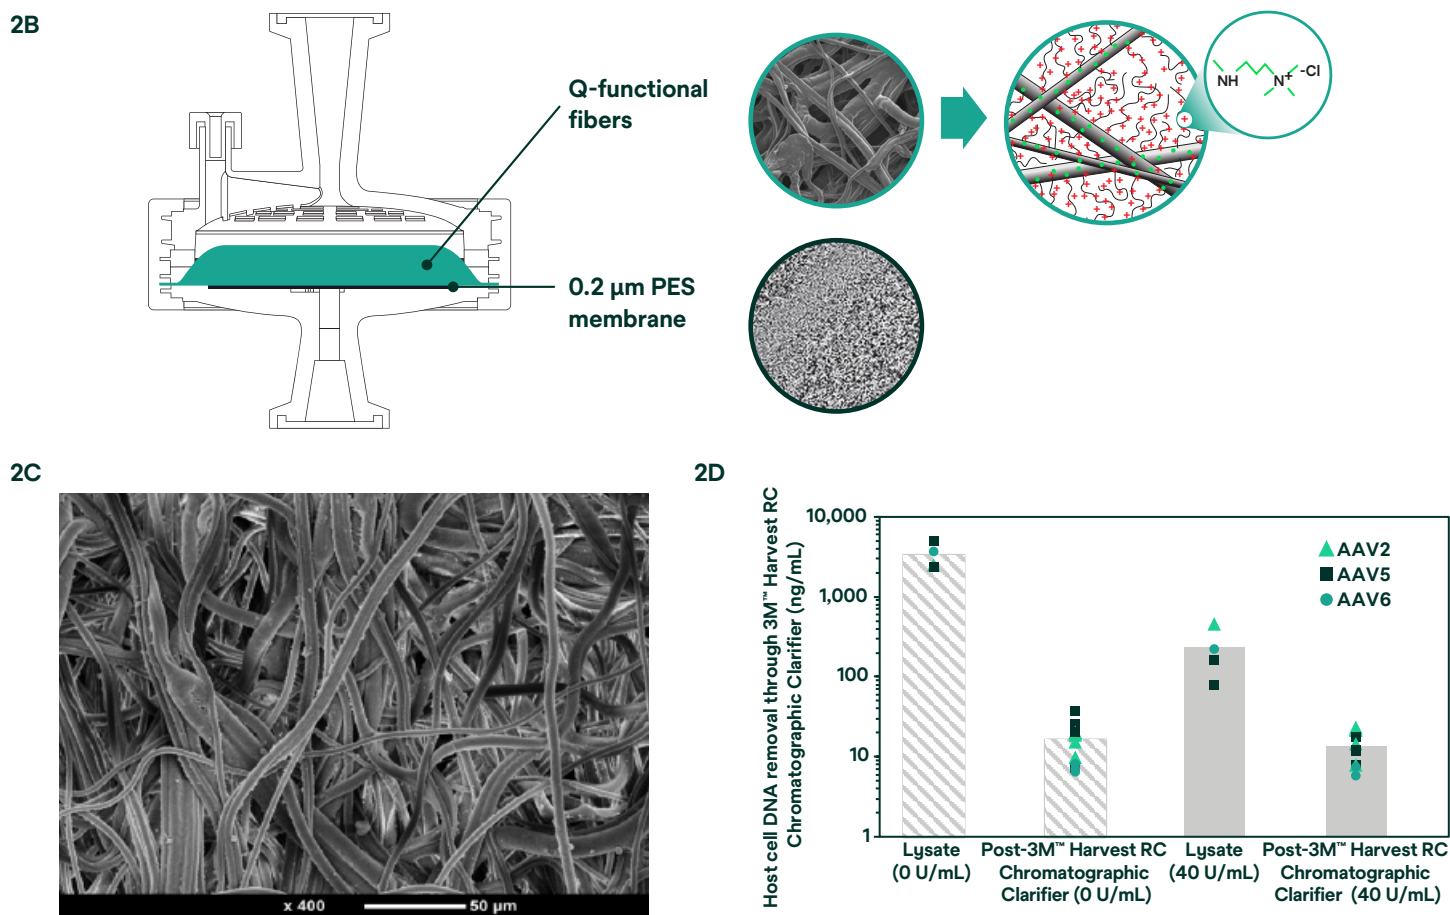 2B
Q-functional
fibers
0.2 µm PES
membrane
NH
N+
-Cl
2C
x 400
50 µm
2D
Host cell DNA removal through 3M™ Harvest RC
Chromatographic Clarifier (ng/mL)
10,000
1,000
100
10
1
AAV2
AAV5
AAV6
Lysate
(0 U/mL)
Post-3M™ Harvest RC
Chromatographic
Clarifier (0 U/mL)
Lysate
(40 U/mL)
Post-3M™ Harvest RC
Chromatographic
Clarifier (40 U/mL)